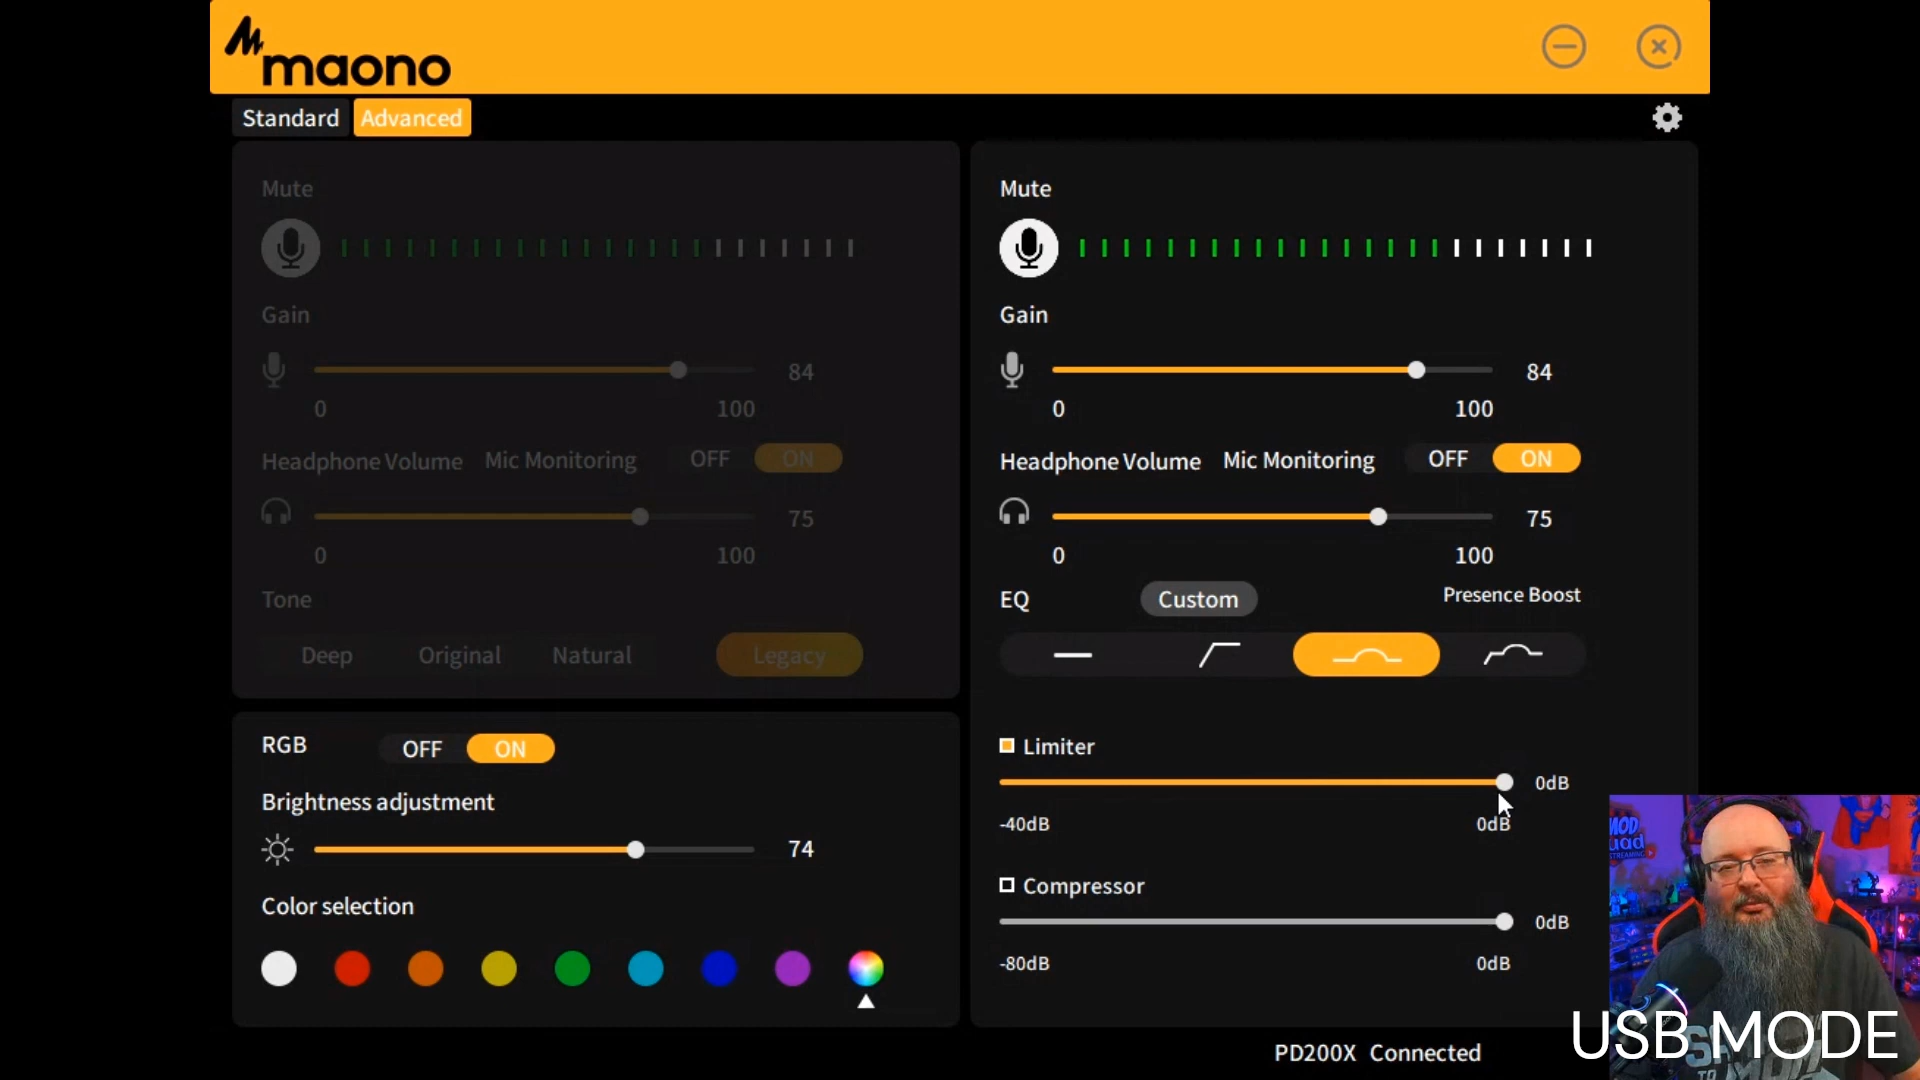 maono
Standard Advanced
Mute
Gain
84
0 100
Headphone Volume Mic Monitoring OFF ON
75
0 100
Tone
Deep Original Natural Legacy
RGB OFF ON
Brightness adjustment
74
Color selection
Mute
Gain
84
0 100
Headphone Volume Mic Monitoring OFF ON
75
0 100
EQ Custom Presence Boost
Limiter
0dB
-40dB 0dB
Compressor
0dB
-80dB 0dB
PD200X Connected
MOD
USB MODE
TO